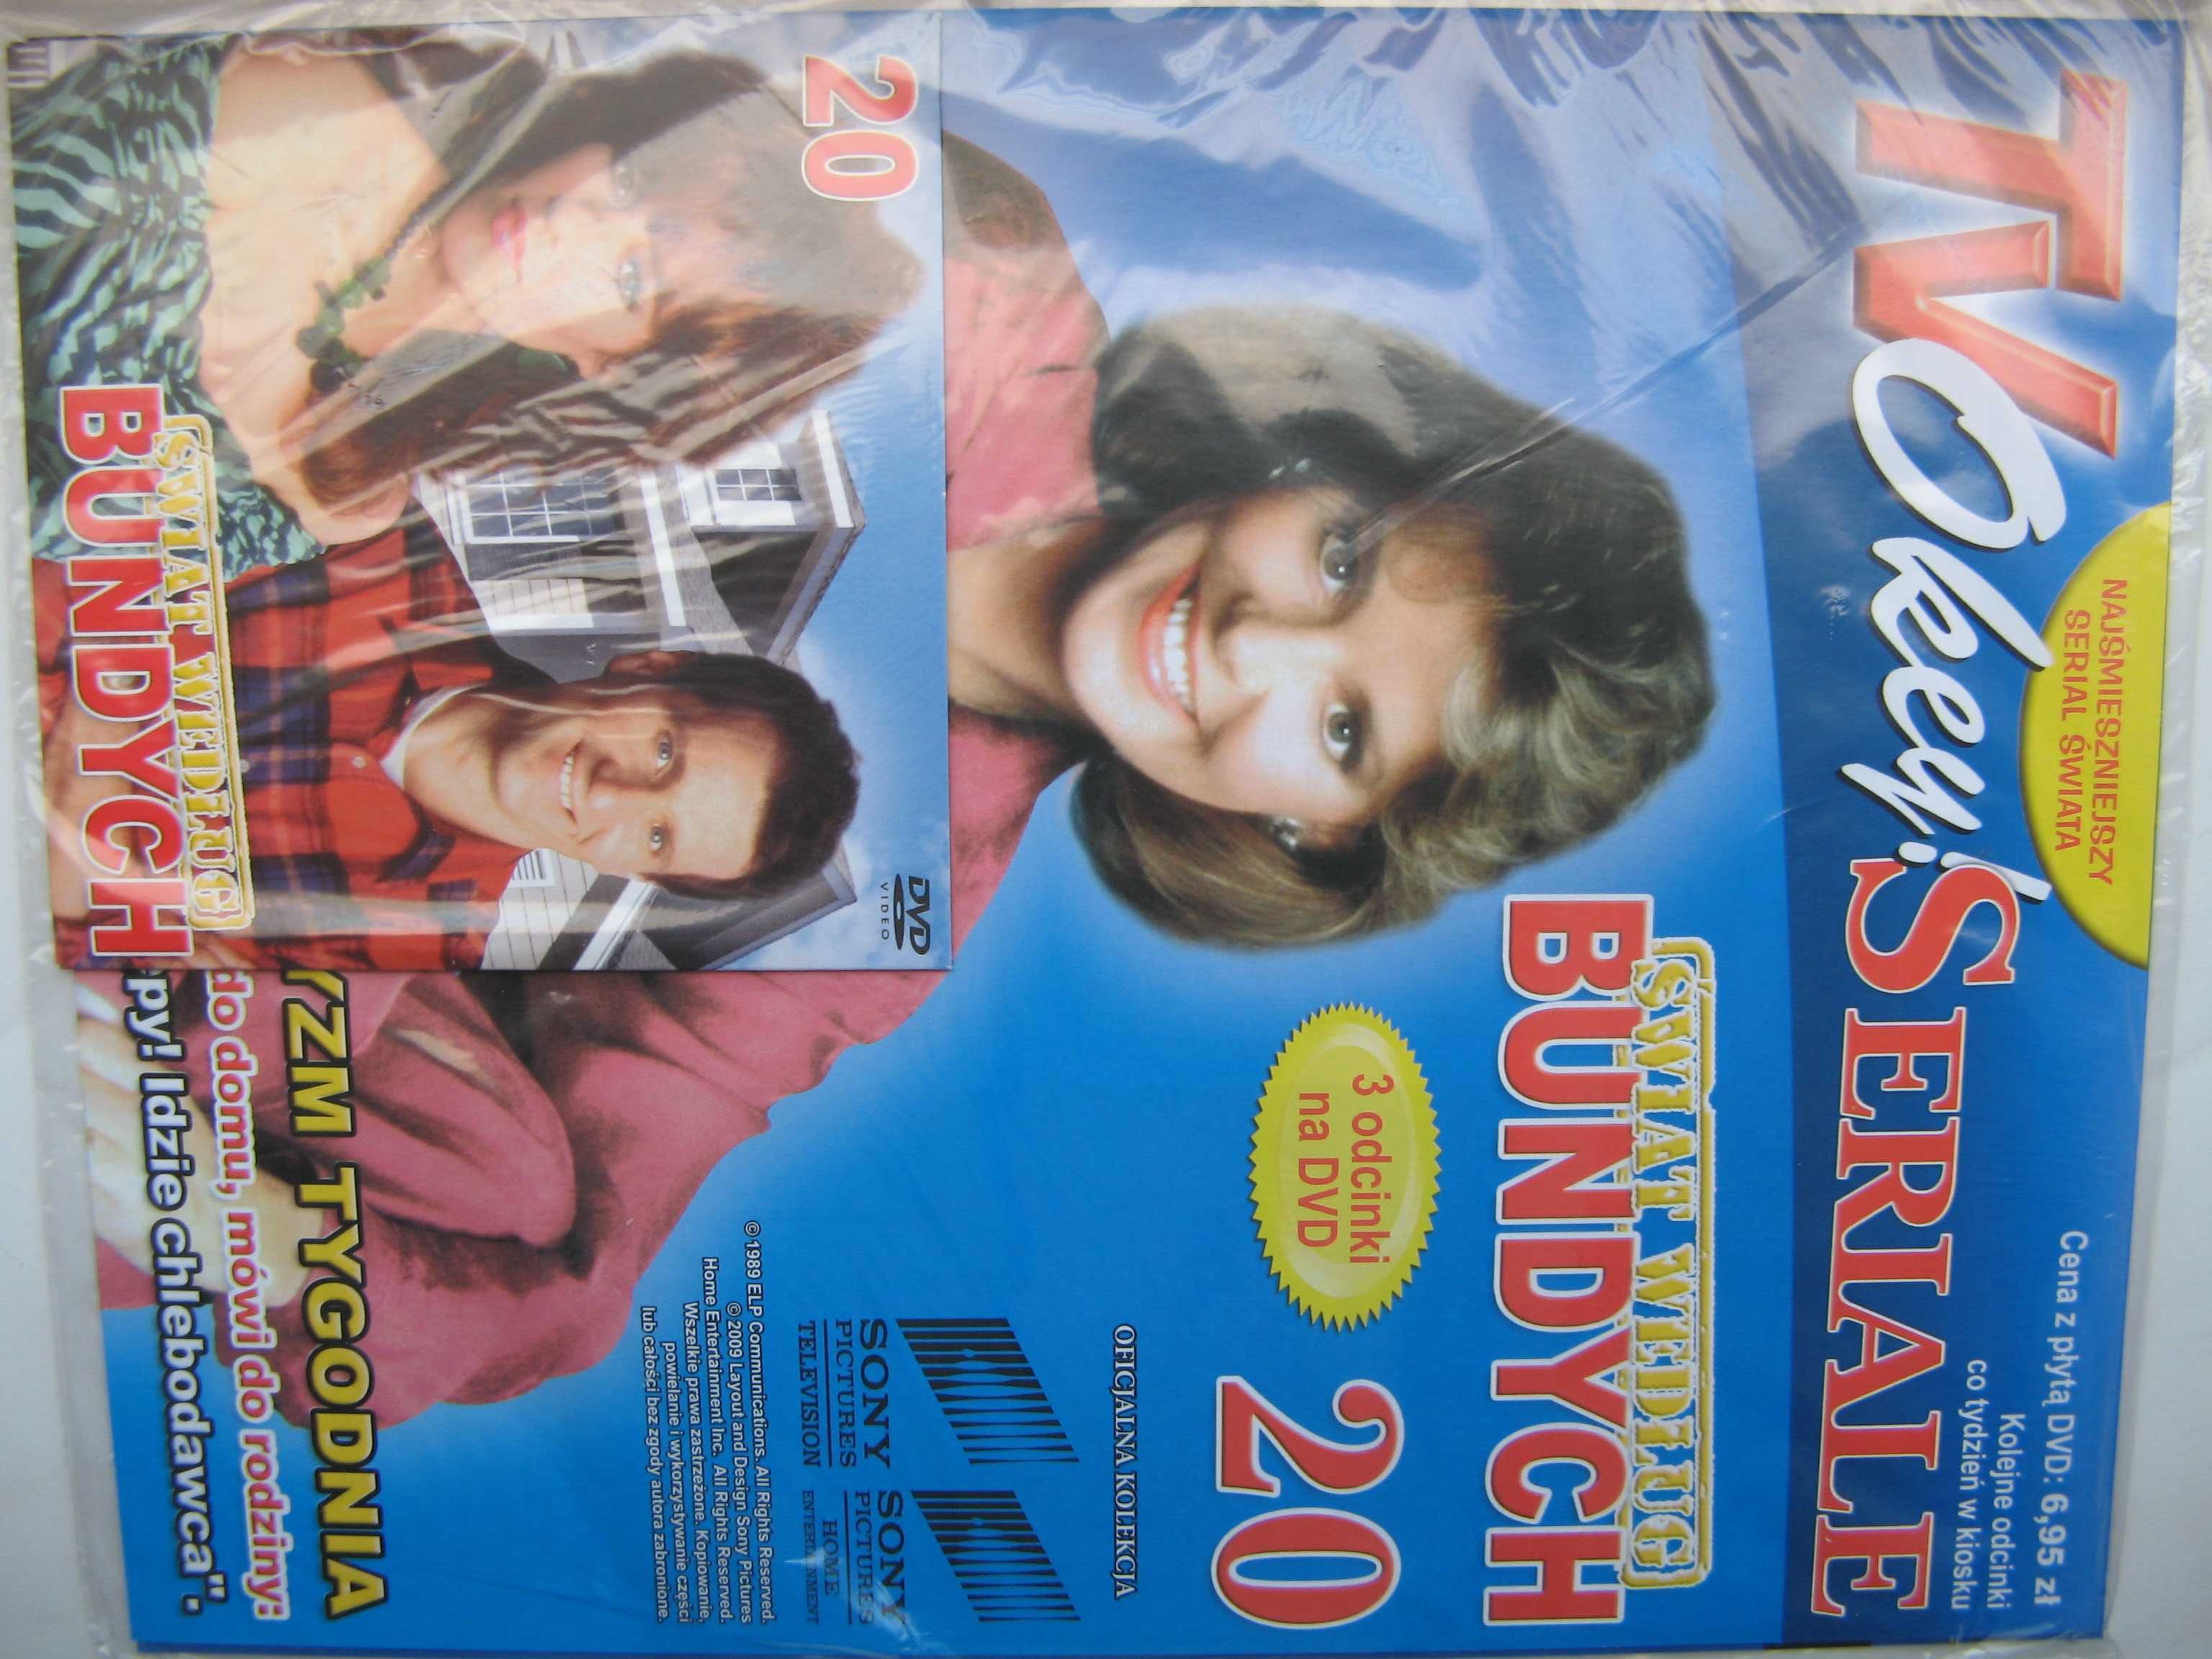 TV Okey! SERIALE
NAJŚMIESZNIEJSZY
SERIAL ŚWIATA
Cena z płytą DVD: 6,95 zł
Kolejne odcinki
co tydzień w kiosku
ŚWIAT WEDŁUG
BUNDYCH
3 odcinki
na DVD
20
OFICJALNA KOLEKCJA
SONY
PICTURES
TELEVISION
SONY
PICTURES
HOME
ENTERTAINMENT
© 1989 ELP Communications. All Rights Reserved.
© 2009 Layout and Design Sony Pictures
Home Entertainment Inc. All Rights Reserved.
Wszelkie prawa zastrzeżone. Kopiowanie,
powielanie i wykorzystywanie części
lub całości bez zgody autora zabronione.
20
DVD
VIDEO
ŚWIAT WEDŁUG
BUNDYCH
YZM TYGODNIA
do domu, mówi do rodziny:
py! Idzie chlebodawca".